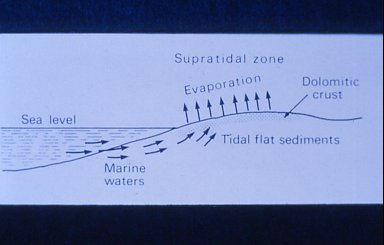 Supratidal zone
Evaporation
Dolomitic
crust
Sea level
Tidal flat sediments
Marine
waters